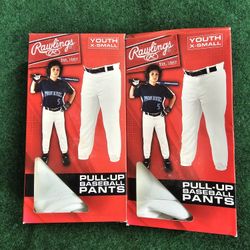 Rawlings
EST. 1887
YOUTH
X-SMALL
PULL-UP
BASEBALL
PANTS
Rawlings
EST. 1887
YOUTH
X-SMALL
PULL-UP
BASEBALL
PANTS